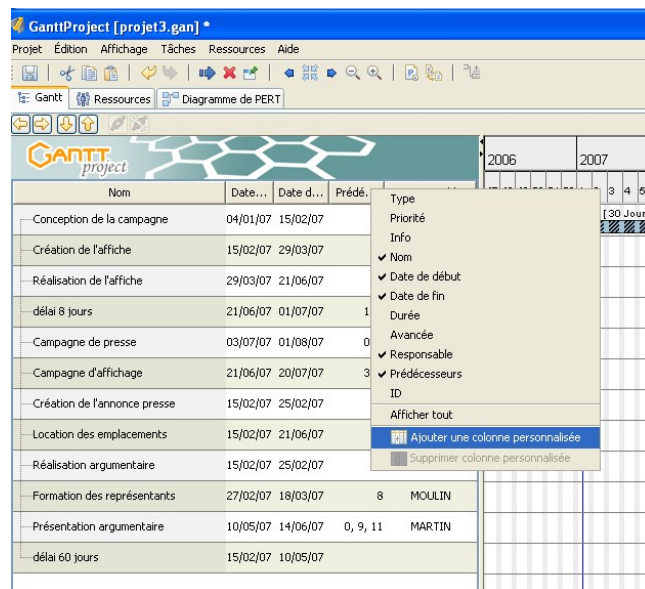 GanttProject [projet3.gan] *
Projet Édition Affichage Tâches Ressources Aide
Gantt Ressources Diagramme de PERT
GANTT project
2006 2007
Nom Date... Date d... Prédé.
3 4 5
Conception de la campagne 04/01/07 15/02/07
[30 Jour
Création de l'affiche 15/02/07 29/03/07
Réalisation de l'affiche 29/03/07 21/06/07
délai 8 jours 21/06/07 01/07/07 1
Campagne de presse 03/07/07 01/08/07 0
Campagne d'affichage 21/06/07 20/07/07 3
Création de l'annonce presse 15/02/07 25/02/07
Location des emplacements 15/02/07 21/06/07
Réalisation argumentaire 15/02/07 25/02/07
Formation des représentants 27/02/07 18/03/07 8 MOULIN
Présentation argumentaire 10/05/07 14/06/07 0, 9, 11 MARTIN
délai 60 jours 15/02/07 10/05/07
Type
Priorité
Info
Nom
Date de début
Date de fin
Durée
Avancée
Responsable
Prédécesseurs
ID
Afficher tout
Ajouter une colonne personnalisée
Supprimer colonne personnalisée